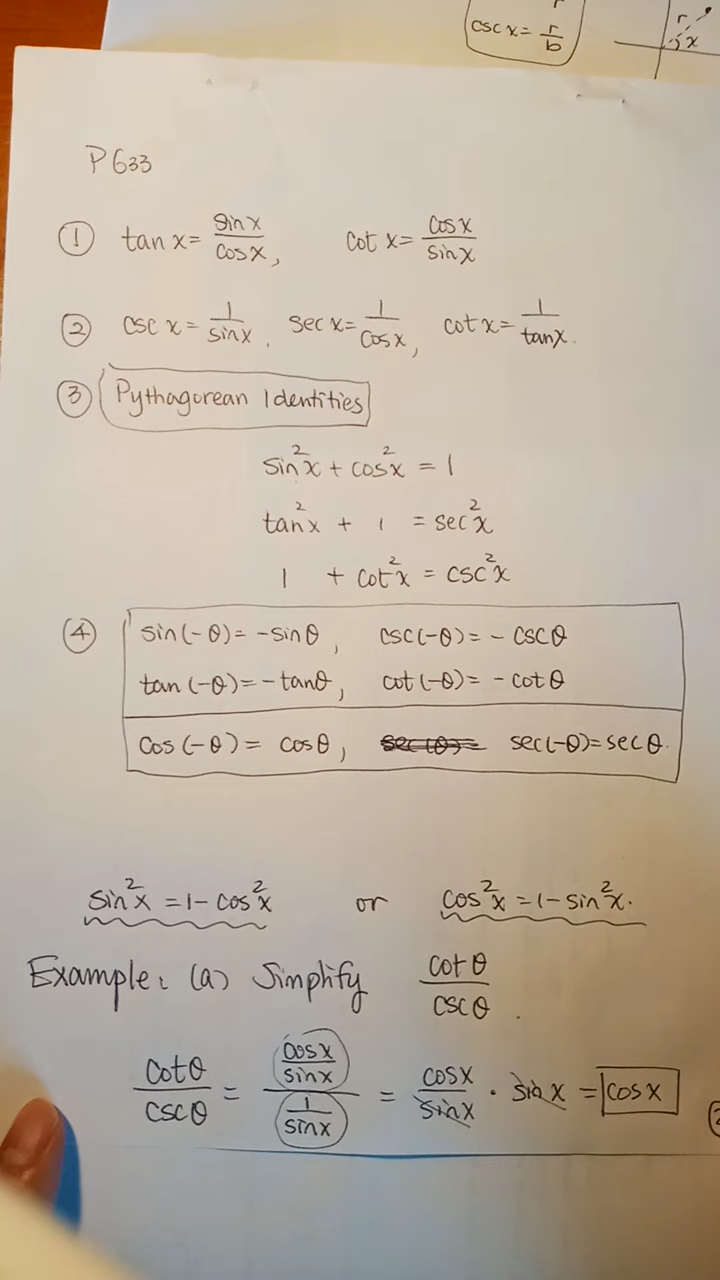 csc x = r/b
r
x
P 633
① tan x = sin x/cos x, cot x = cos x/sin x
② csc x = 1/sin x, sec x = 1/cos x, cot x = 1/tan x.
③ Pythagorean Identities
sin²x + cos²x = 1
tan²x + 1 = sec²x
1 + cot²x = csc²x
④ sin(-θ) = -sinθ, csc(-θ) = -cscθ
tan(-θ) = -tanθ, cot(-θ) = -cotθ
cos(-θ) = cosθ, sec(θ)= sec(-θ) = secθ.
sin²x = 1 - cos²x or cos²x = 1 - sin²x.
Example: (a) Simplify cotθ/cscθ.
cotθ/cscθ = (cos x/sin x)/(1/sin x) = cos x/sin x · sin x = cos x